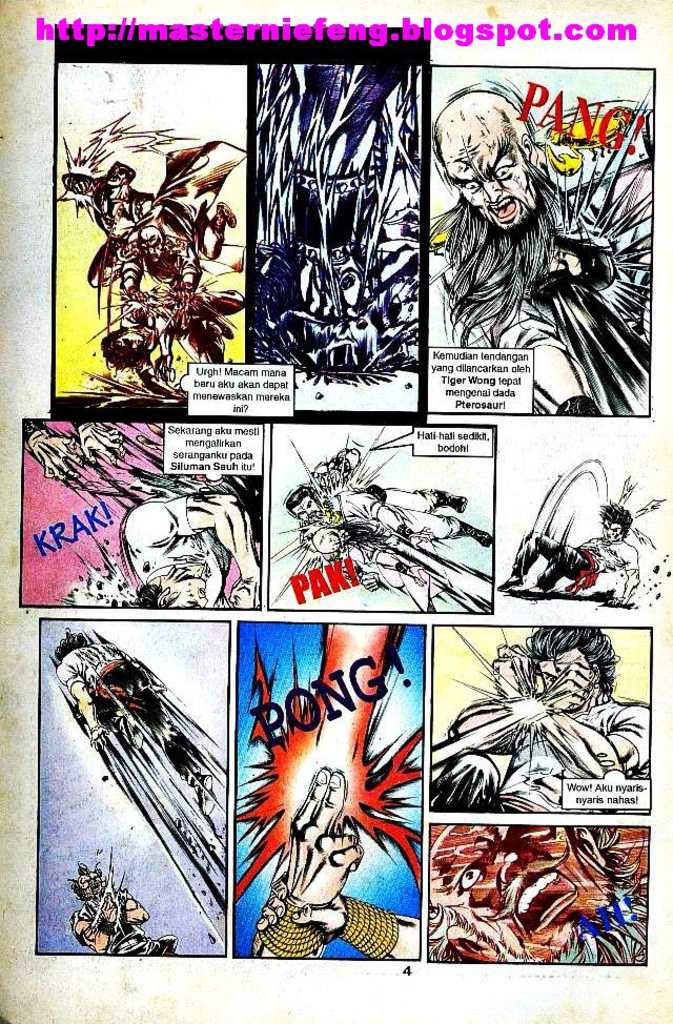 http://masterniefeng.blogspot.com
PANG!
Urgh! Macam mana
baru aku akan dapat
menewaskan mereka
ini?
Kemudian tendangan
yang dilancarkan oleh
Tiger Wong tepat
mengenai dada
Pterosaur!
Sekarang aku mesti
mengalirkan
seranganku pada
Siluman Sauh itu!
KRAK!
Hati-hati sedikit,
bodoh!
PAK!
PONG!
Wow! Aku nyaris-
nyaris nahas!
4